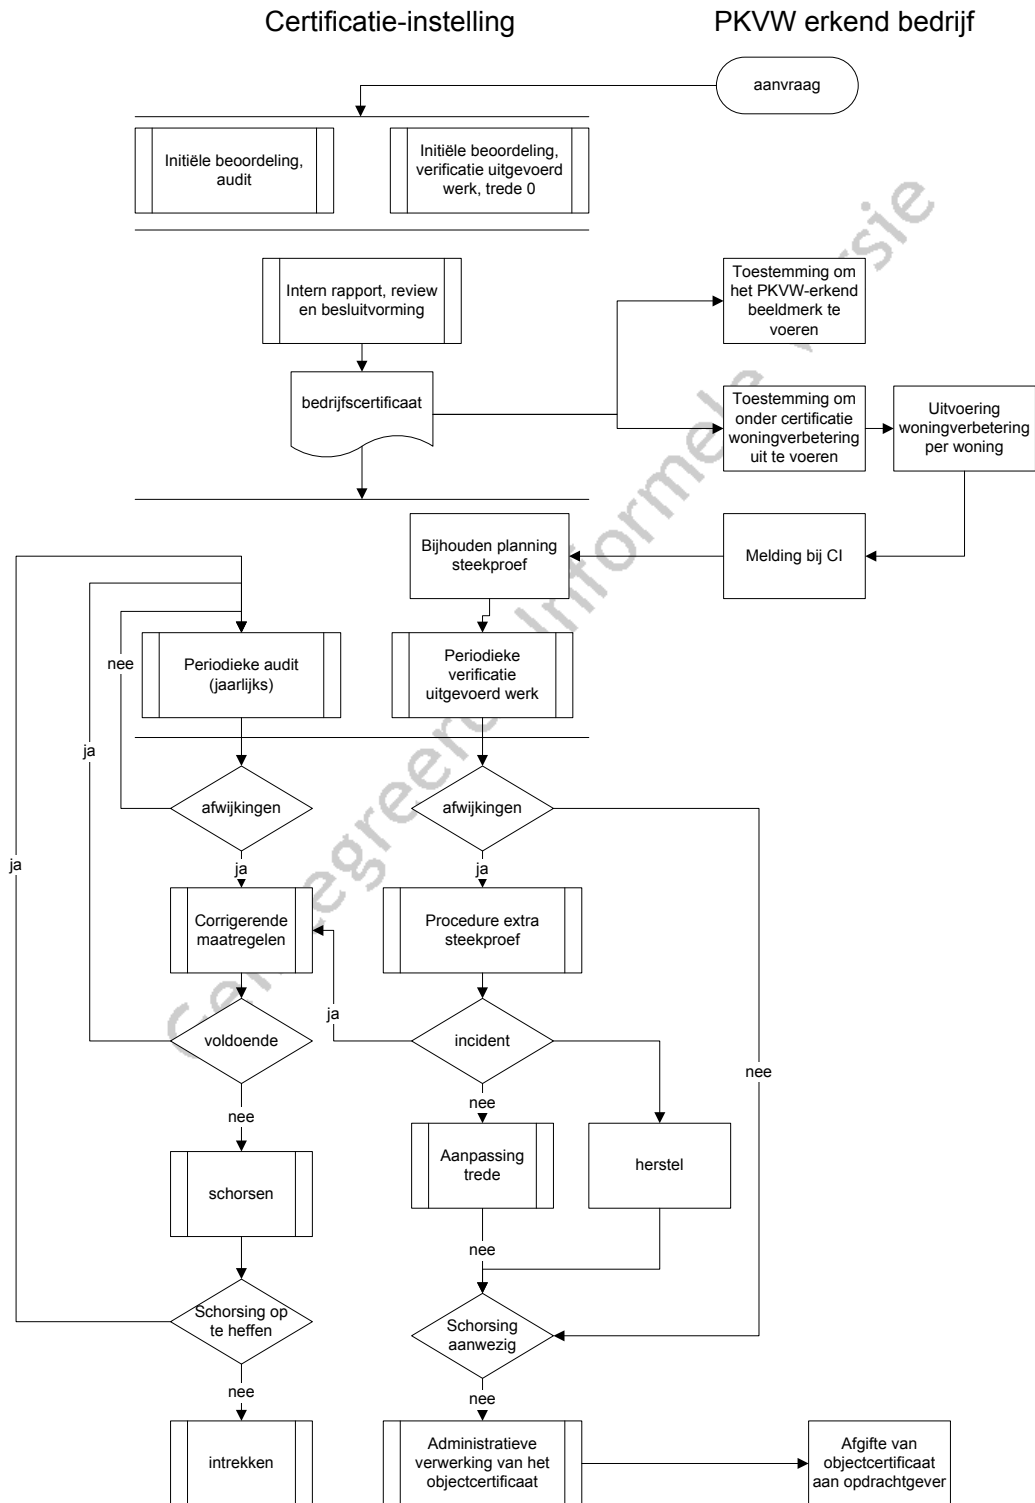 Certificatie-instelling
PKVW erkend bedrijf
aanvraag
Initiële beoordeling,
audit
Initiële beoordeling,
verificatie uitgevoerd
werk, trede 0
Intern rapport, review
en besluitvorming
Toestemming om
het PKVW-erkend
beeldmerk te
voeren
bedrijfscertificaat
Toestemming om
onder certificatie
woningverbetering
uit te voeren
Uitvoering
woningverbetering
per woning
Bijhouden planning
steekproef
Melding bij CI
nee
Periodieke audit
(jaarlijks)
Periodieke
verificatie
uitgevoerd werk
ja
afwijkingen
afwijkingen
ja
ja
ja
Corrigerende
maatregelen
Procedure extra
steekproef
ja
voldoende
incident
nee
nee
nee
Aanpassing
trede
herstel
schorsen
nee
Schorsing op
te heffen
Schorsing
aanwezig
nee
nee
intrekken
Administratieve
verwerking van het
objectcertificaat
Afgifte van
objectcertificaat
aan opdrachtgever